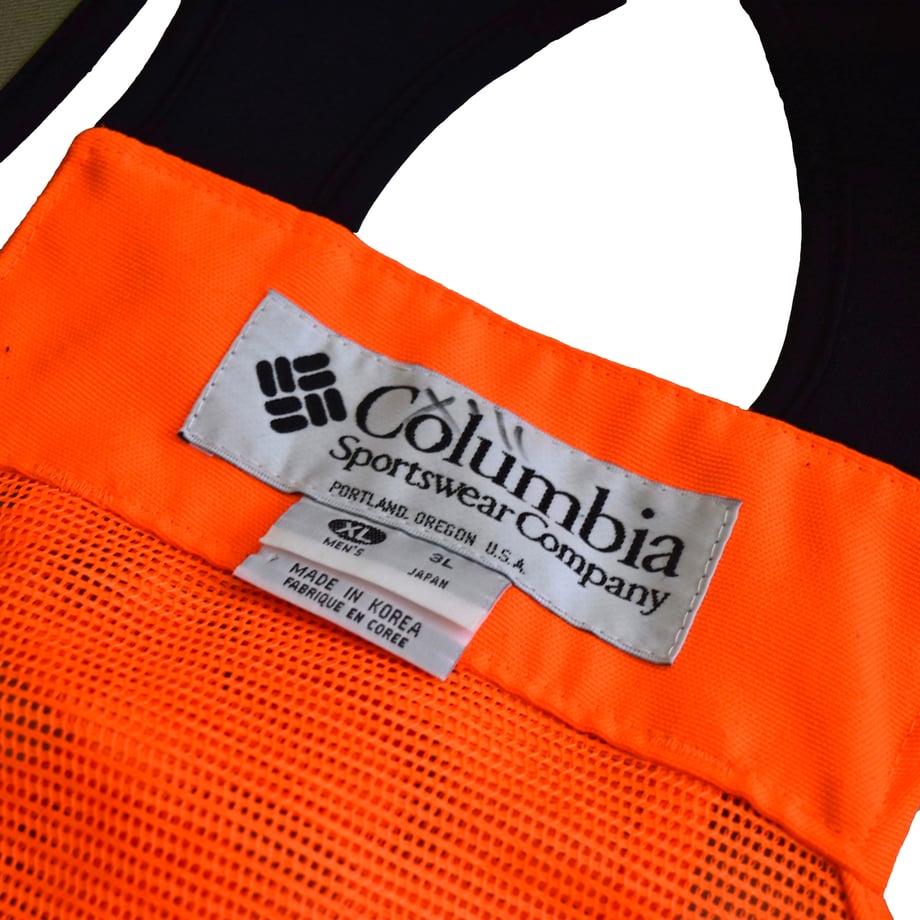 Columbia
Sportswear Company
PORTLAND, OREGON U.S.A.
XL
MEN'S
3L
JAPAN
MADE IN KOREA
FABRIQUE EN COREE